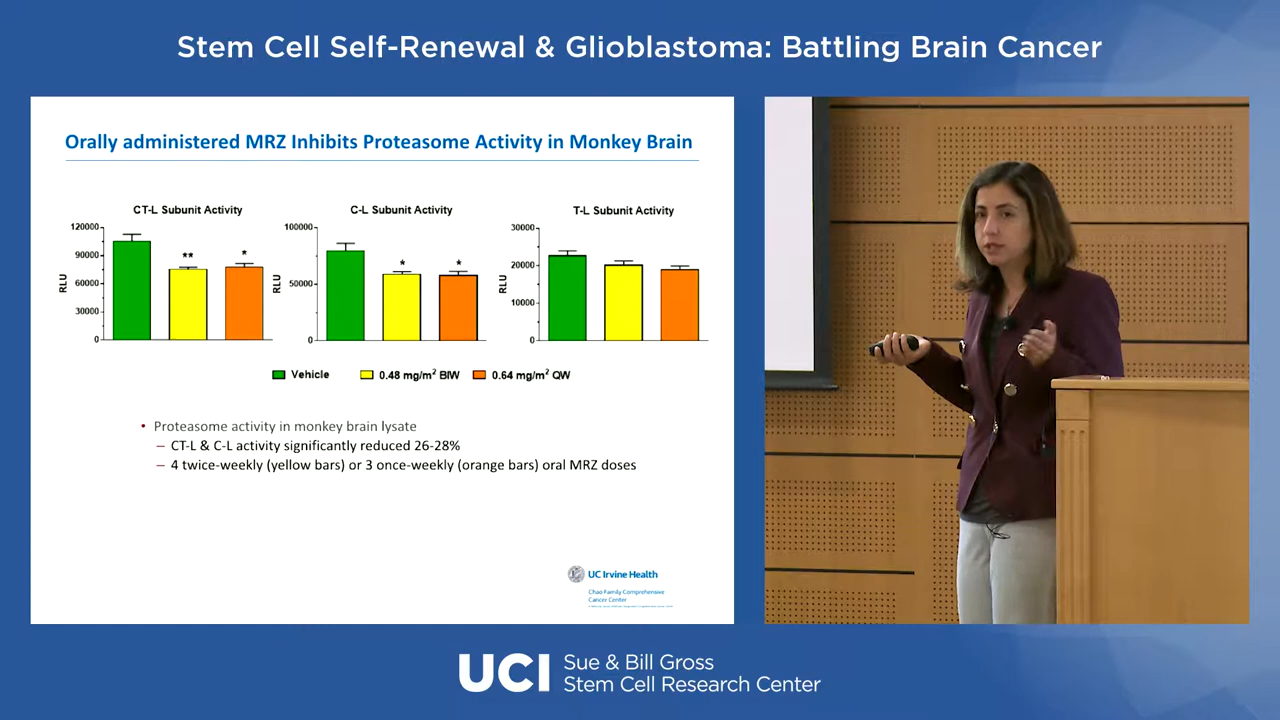 Stem Cell Self-Renewal & Glioblastoma: Battling Brain Cancer
Orally administered MRZ Inhibits Proteasome Activity in Monkey Brain
CT-L Subunit Activity
120000
90000
60000
30000
0
RLU
**
*
C-L Subunit Activity
100000
50000
0
RLU
*
*
T-L Subunit Activity
30000
20000
10000
0
RLU
Vehicle
0.48 mg/m² BIW
0.64 mg/m² QW
• Proteasome activity in monkey brain lysate
– CT-L & C-L activity significantly reduced 26-28%
– 4 twice-weekly (yellow bars) or 3 once-weekly (orange bars) oral MRZ doses
UC Irvine Health
Chao Family Comprehensive
Cancer Center
UCI
Sue & Bill Gross
Stem Cell Research Center